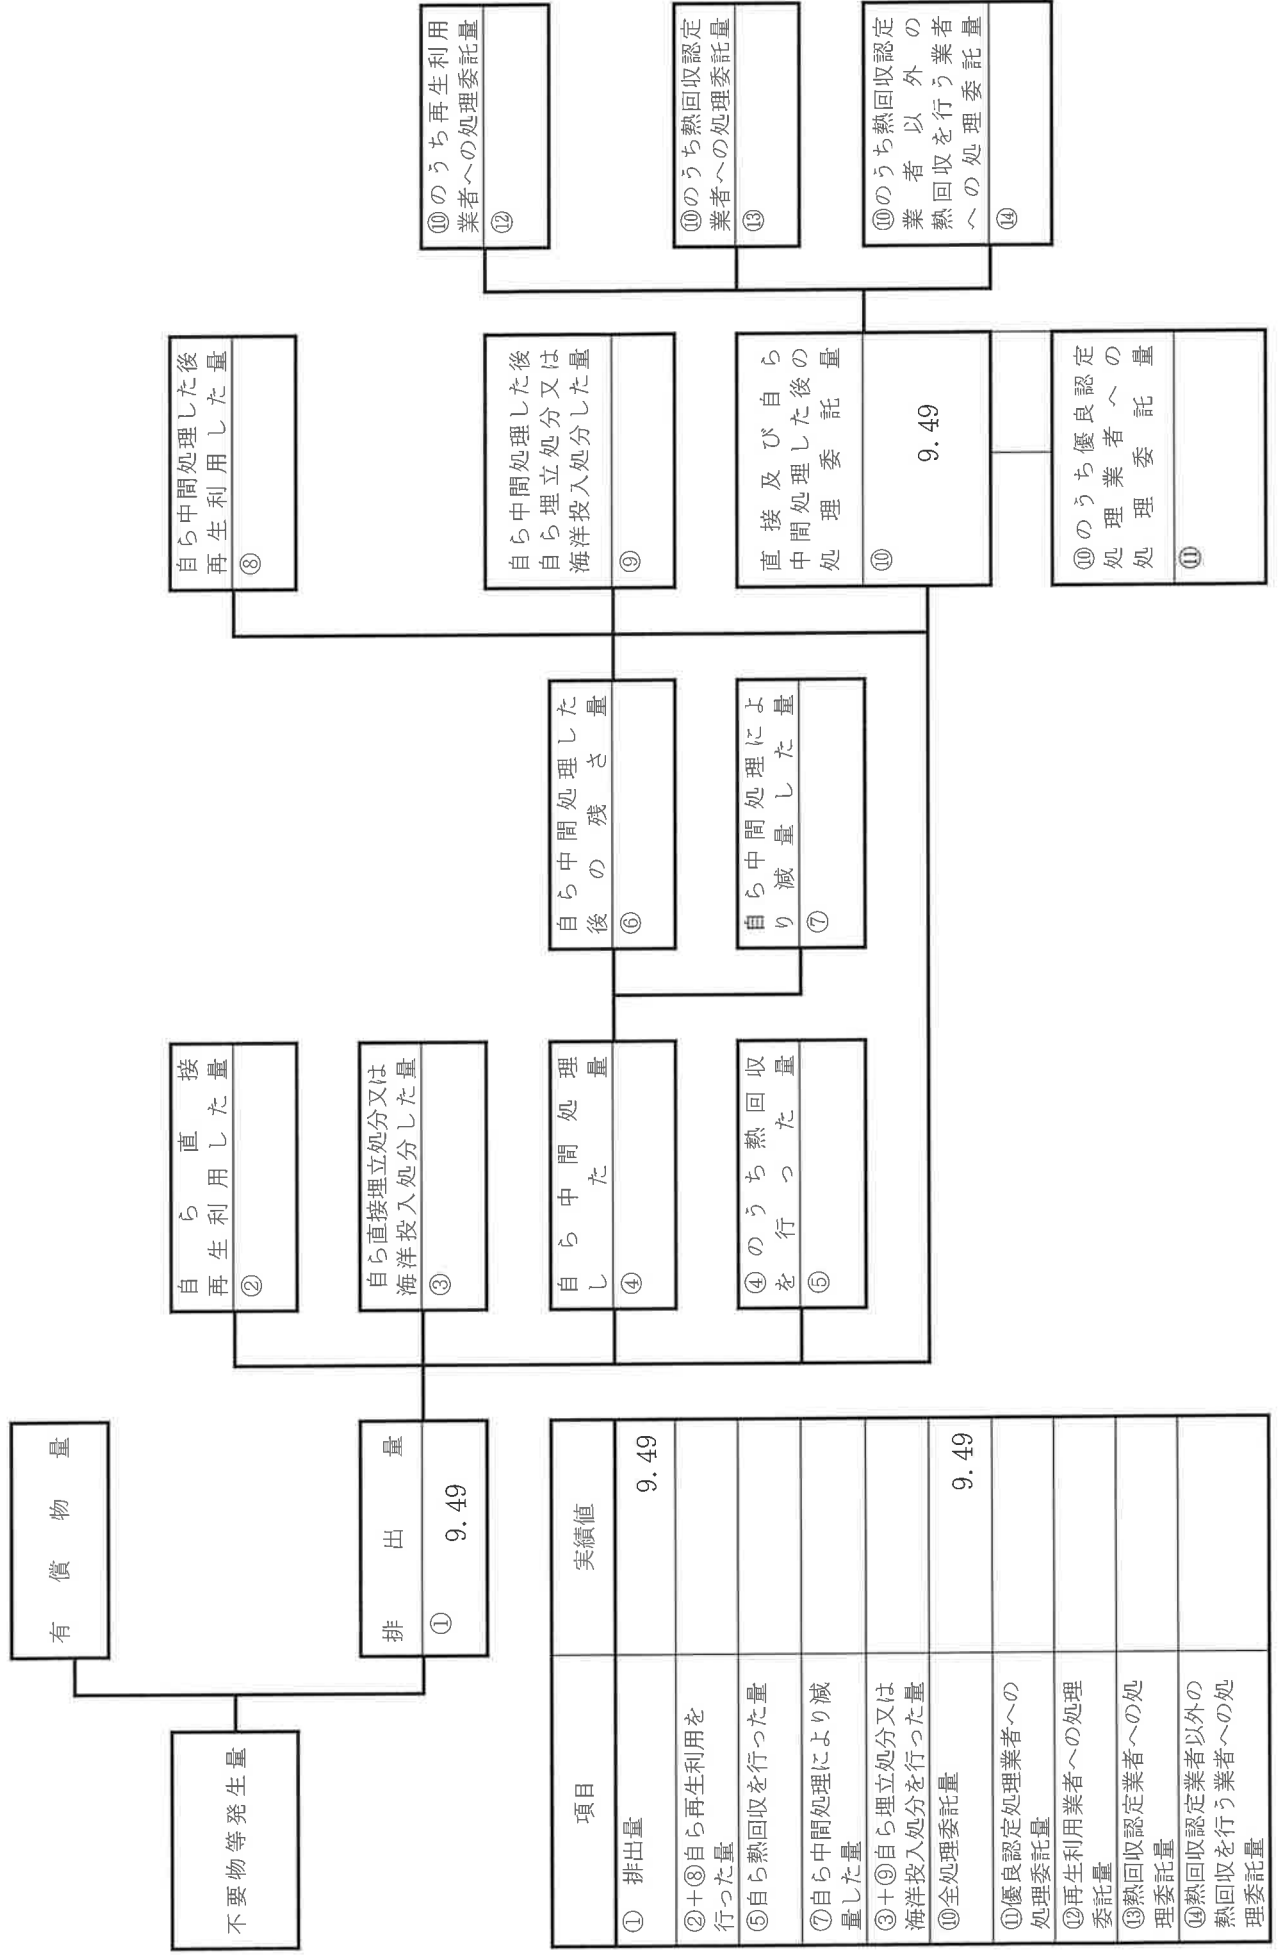 不要物等発生量
有償物量
排出量
①
9.49
自ら直接
再生利用した量
②
自ら直接埋立処分又は
海洋投入処分した量
③
自ら中間処理
した量
④
④のうち熱回収
を行った量
⑤
自ら中間処理した
後の残さ量
⑥
自ら中間処理によ
り減量した量
⑦
自ら中間処理した後
再生利用した量
⑧
自ら中間処理した後
自ら埋立処分又は
海洋投入処分した量
⑨
直接及び自ら
中間処理した後の
処理委託量
⑩
9.49
⑩のうち優良認定
処理業者への
処理委託量
⑪
⑩のうち再生利用
業者への処理委託量
⑫
⑩のうち熱回収認定
業者への処理委託量
⑬
⑩のうち熱回収認定
業者以外の
熱回収を行う業者
への処理委託量
⑭
項目 実績値
① 排出量 9.49
②＋⑧自ら再生利用を
行った量
⑤自ら熱回収を行った量
⑦自ら中間処理により減
量した量
③＋⑨自ら埋立処分又は
海洋投入処分を行った量
⑩全処理委託量 9.49
⑪優良認定処理業者への
処理委託量
⑫再生利用業者への処理
委託量
⑬熱回収認定業者への処
理委託量
⑭熱回収認定業者以外の
熱回収を行う業者への処
理委託量